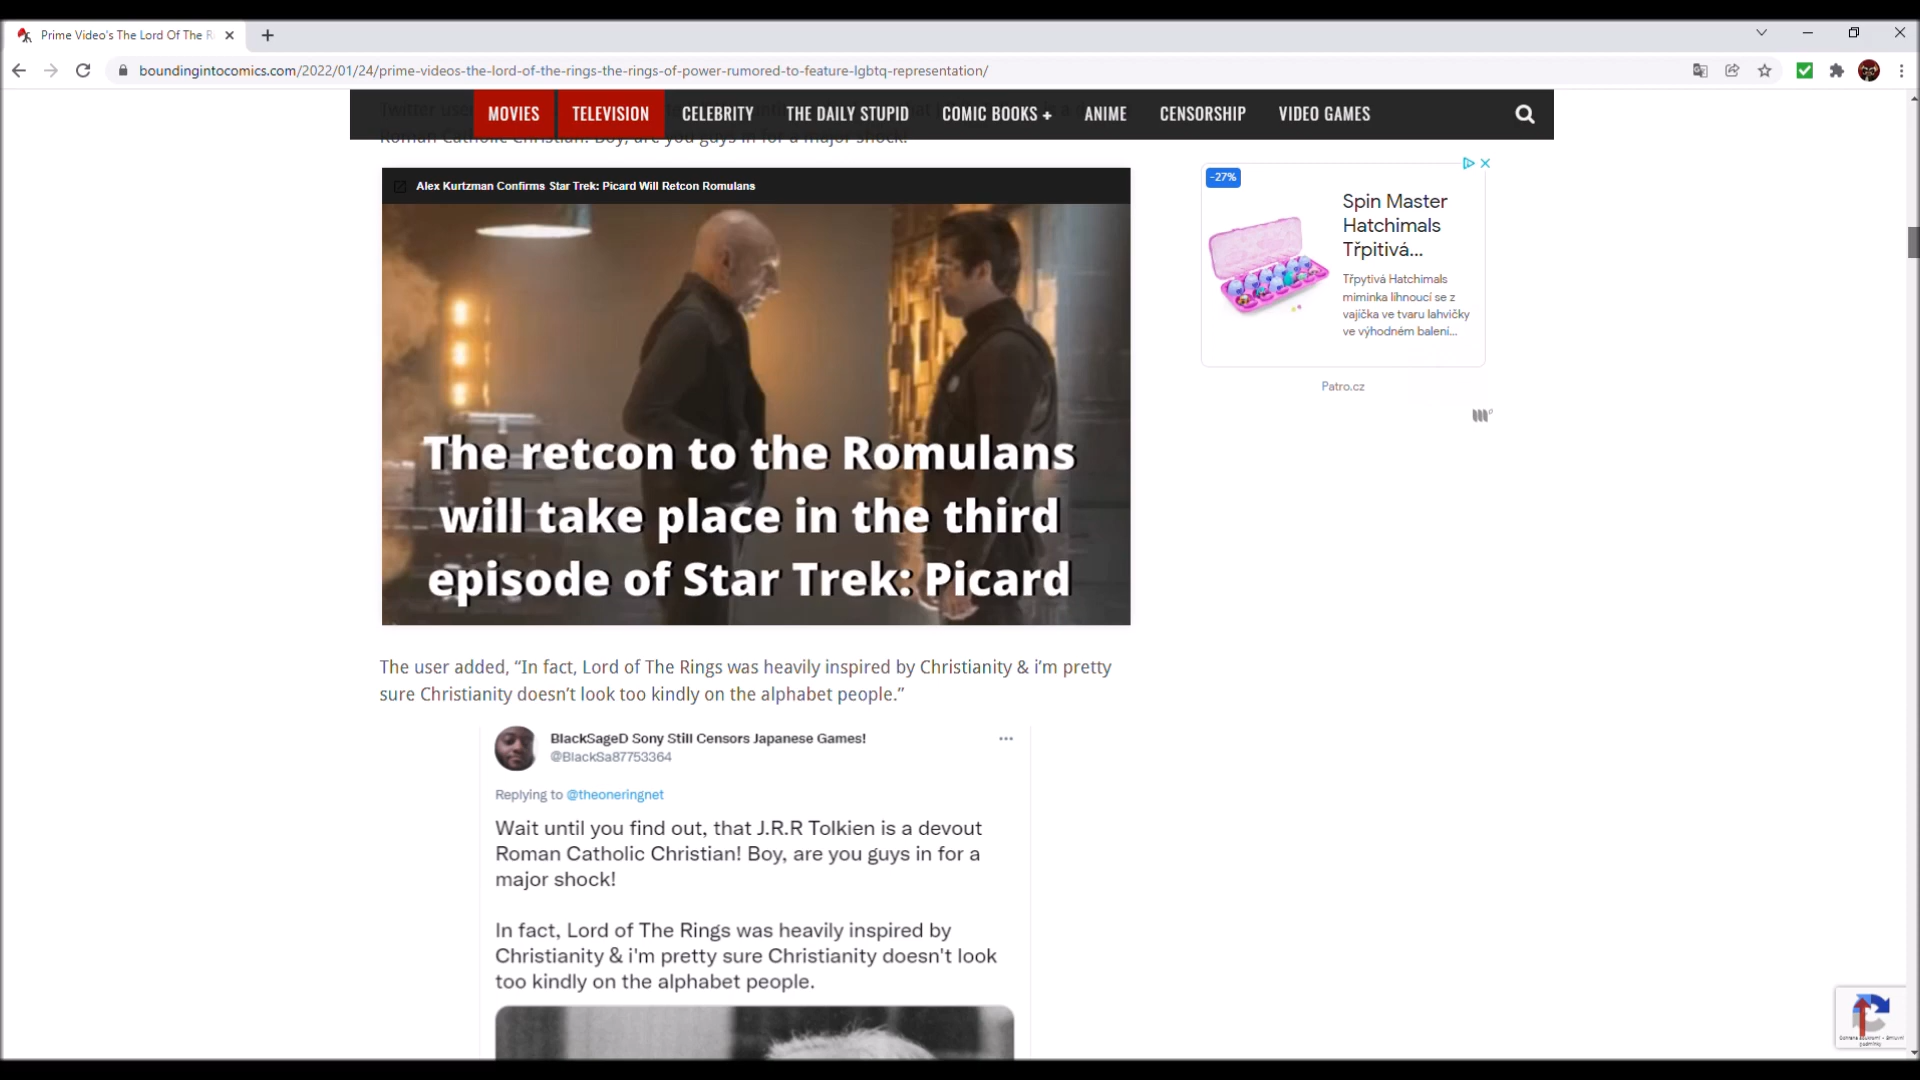 Prime Video's The Lord Of The R
boundingintocomics.com/2022/01/24/prime-videos-the-lord-of-the-rings-the-rings-of-power-rumored-to-feature-lgbtq-representation/
MOVIES TELEVISION CELEBRITY THE DAILY STUPID COMIC BOOKS + ANIME CENSORSHIP VIDEO GAMES
Roman Catholic Christian! Boy, are you guys in for a major shock!
Alex Kurtzman Confirms Star Trek: Picard Will Retcon Romulans
The retcon to the Romulans
will take place in the third
episode of Star Trek: Picard
-27%
Spin Master
Hatchimals
Třpitivá...
Třpytivá Hatchimals
miminka líhnoucí se z
vajíčka ve tvaru lahvičky
ve výhodném balení...
Patro.cz
The user added, “In fact, Lord of The Rings was heavily inspired by Christianity & i’m pretty
sure Christianity doesn’t look too kindly on the alphabet people.”
BlackSageD Sony Still Censors Japanese Games!
@BlackSa87753364
Replying to @theoneringnet
Wait until you find out, that J.R.R Tolkien is a devout
Roman Catholic Christian! Boy, are you guys in for a
major shock!
In fact, Lord of The Rings was heavily inspired by
Christianity & i'm pretty sure Christianity doesn't look
too kindly on the alphabet people.